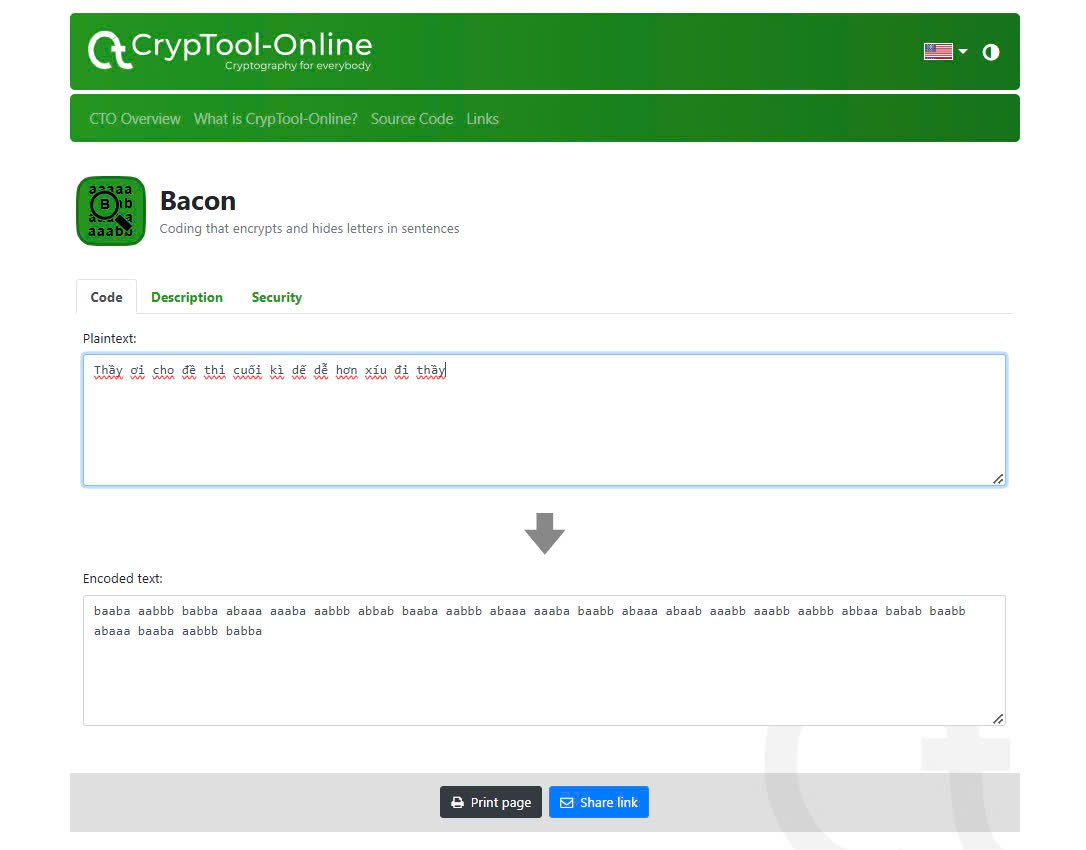 CrypTool-Online
Cryptography for everybody
CTO Overview What is CrypTool-Online? Source Code Links
aaaaa
B
aaabb
Bacon
Coding that encrypts and hides letters in sentences
Code Description Security
Plaintext:
Thầy ơi cho đề thi cuối kì dế dễ hơn xíu đi thầy
Encoded text:
baaba aabbb babba abaaa aaaba aabbb abbab baaba aabbb abaaa aaaba baabb abaaa abaab aaabb aaabb aabbb abbaa babab baabb
abaaa baaba aabbb babba
Print page Share link